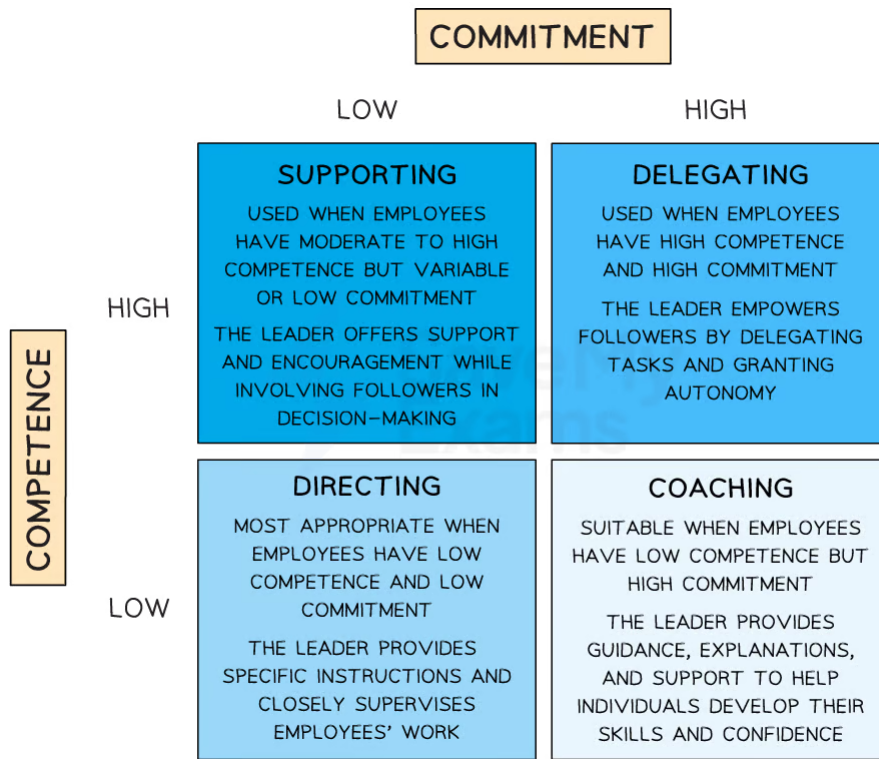 COMMITMENT
LOW
HIGH
COMPETENCE
HIGH
SUPPORTING
USED WHEN EMPLOYEES
HAVE MODERATE TO HIGH
COMPETENCE BUT VARIABLE
OR LOW COMMITMENT
THE LEADER OFFERS SUPPORT
AND ENCOURAGEMENT WHILE
INVOLVING FOLLOWERS IN
DECISION-MAKING
DELEGATING
USED WHEN EMPLOYEES
HAVE HIGH COMPETENCE
AND HIGH COMMITMENT
THE LEADER EMPOWERS
FOLLOWERS BY DELEGATING
TASKS AND GRANTING
AUTONOMY
LOW
DIRECTING
MOST APPROPRIATE WHEN
EMPLOYEES HAVE LOW
COMPETENCE AND LOW
COMMITMENT
THE LEADER PROVIDES
SPECIFIC INSTRUCTIONS AND
CLOSELY SUPERVISES
EMPLOYEES' WORK
COACHING
SUITABLE WHEN EMPLOYEES
HAVE LOW COMPETENCE BUT
HIGH COMMITMENT
THE LEADER PROVIDES
GUIDANCE, EXPLANATIONS,
AND SUPPORT TO HELP
INDIVIDUALS DEVELOP THEIR
SKILLS AND CONFIDENCE